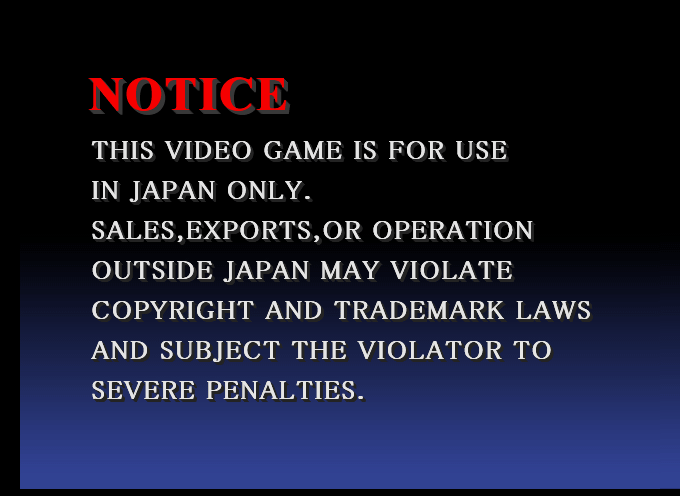 NOTICE
THIS VIDEO GAME IS FOR USE
IN JAPAN ONLY.
SALES,EXPORTS,OR OPERATION
OUTSIDE JAPAN MAY VIOLATE
COPYRIGHT AND TRADEMARK LAWS
AND SUBJECT THE VIOLATOR TO
SEVERE PENALTIES.